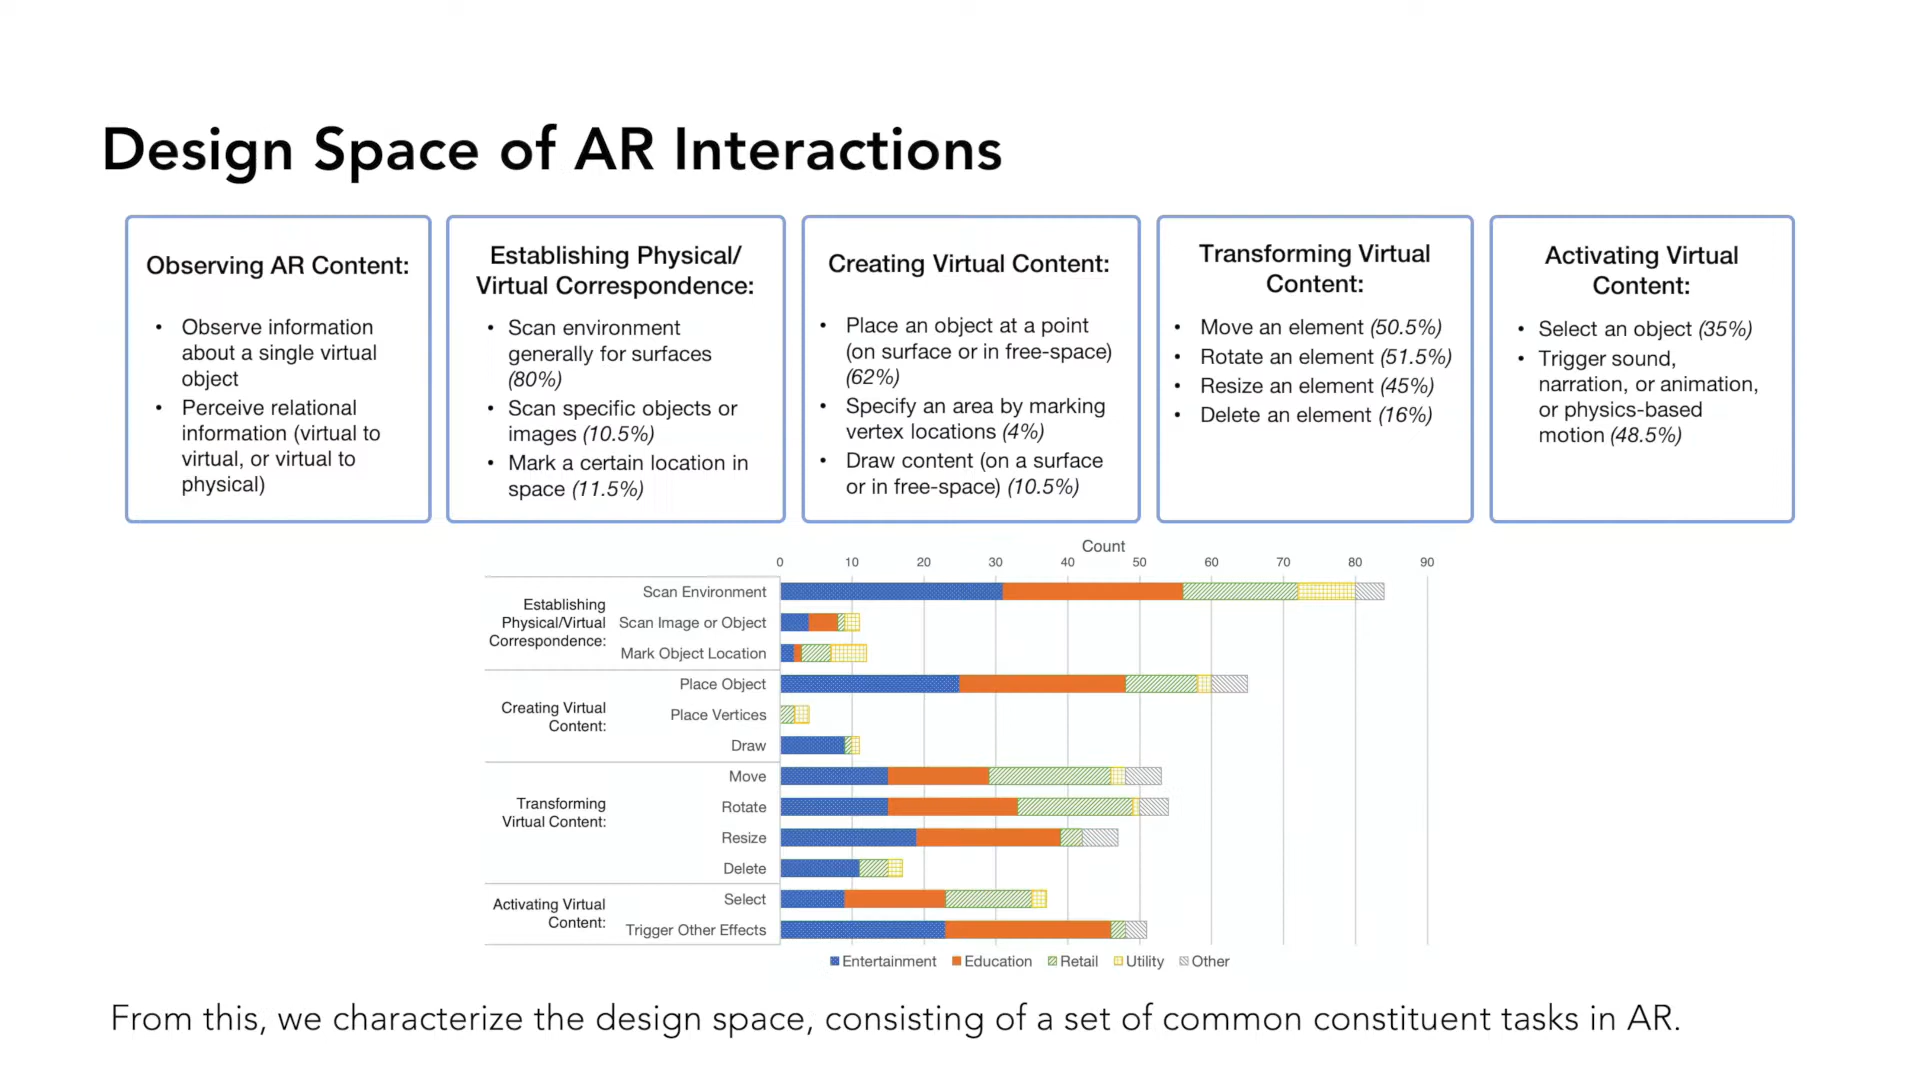 Design Space of AR Interactions
Observing AR Content:
• Observe information
about a single virtual
object
• Perceive relational
information (virtual to
virtual, or virtual to
physical)
Establishing Physical/
Virtual Correspondence:
• Scan environment
generally for surfaces
(80%)
• Scan specific objects or
images (10.5%)
• Mark a certain location in
space (11.5%)
Creating Virtual Content:
• Place an object at a point
(on surface or in free-space)
(62%)
• Specify an area by marking
vertex locations (4%)
• Draw content (on a surface
or in free-space) (10.5%)
Transforming Virtual
Content:
• Move an element (50.5%)
• Rotate an element (51.5%)
• Resize an element (45%)
• Delete an element (16%)
Activating Virtual
Content:
• Select an object (35%)
• Trigger sound,
narration, or animation,
or physics-based
motion (48.5%)
Count
0 10 20 30 40 50 60 70 80 90
Establishing
Physical/Virtual
Correspondence:
Scan Environment
Scan Image or Object
Mark Object Location
Creating Virtual
Content:
Place Object
Place Vertices
Draw
Transforming
Virtual Content:
Move
Rotate
Resize
Delete
Activating Virtual
Content:
Select
Trigger Other Effects
Entertainment Education Retail Utility Other
From this, we characterize the design space, consisting of a set of common constituent tasks in AR.